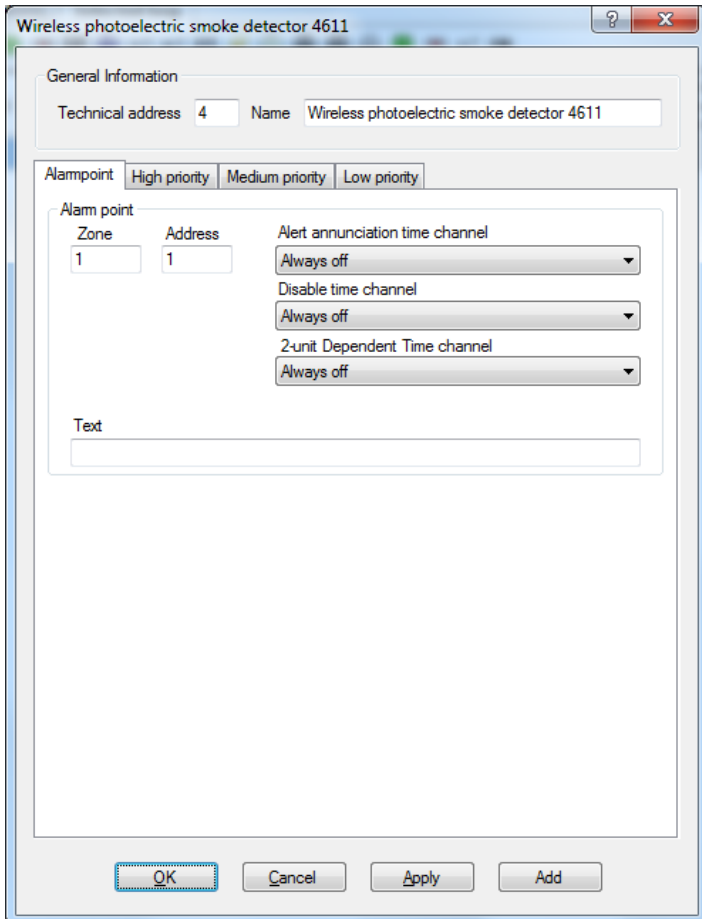 Wireless photoelectric smoke detector 4611
General Information
Technical address 4 Name Wireless photoelectric smoke detector 4611
Alarmpoint High priority Medium priority Low priority
Alarm point
Zone Address Alert annunciation time channel
1 1 Always off
Disable time channel
Always off
2-unit Dependent Time channel
Always off
Text
OK Cancel Apply Add